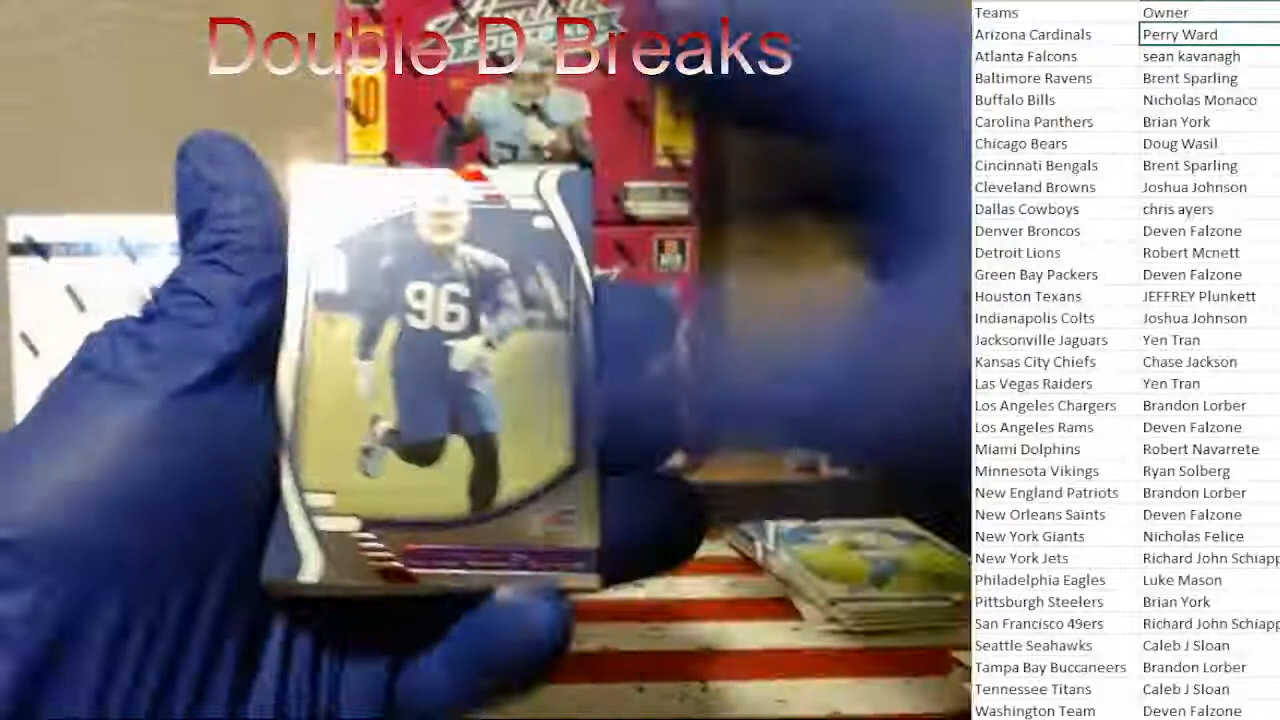 Double D Breaks
Absolute
FOOTBALL
96
Teams Owner
Arizona Cardinals Perry Ward
Atlanta Falcons sean kavanagh
Baltimore Ravens Brent Sparling
Buffalo Bills Nicholas Monaco
Carolina Panthers Brian York
Chicago Bears Doug Wasil
Cincinnati Bengals Brent Sparling
Cleveland Browns Joshua Johnson
Dallas Cowboys chris ayers
Denver Broncos Deven Falzone
Detroit Lions Robert Mcnett
Green Bay Packers Deven Falzone
Houston Texans JEFFREY Plunkett
Indianapolis Colts Joshua Johnson
Jacksonville Jaguars Yen Tran
Kansas City Chiefs Chase Jackson
Las Vegas Raiders Yen Tran
Los Angeles Chargers Brandon Lorber
Los Angeles Rams Deven Falzone
Miami Dolphins Robert Navarrete
Minnesota Vikings Ryan Solberg
New England Patriots Brandon Lorber
New Orleans Saints Deven Falzone
New York Giants Nicholas Felice
New York Jets Richard John Schiapp
Philadelphia Eagles Luke Mason
Pittsburgh Steelers Brian York
San Francisco 49ers Richard John Schiapp
Seattle Seahawks Caleb J Sloan
Tampa Bay Buccaneers Brandon Lorber
Tennessee Titans Caleb J Sloan
Washington Team Deven Falzone